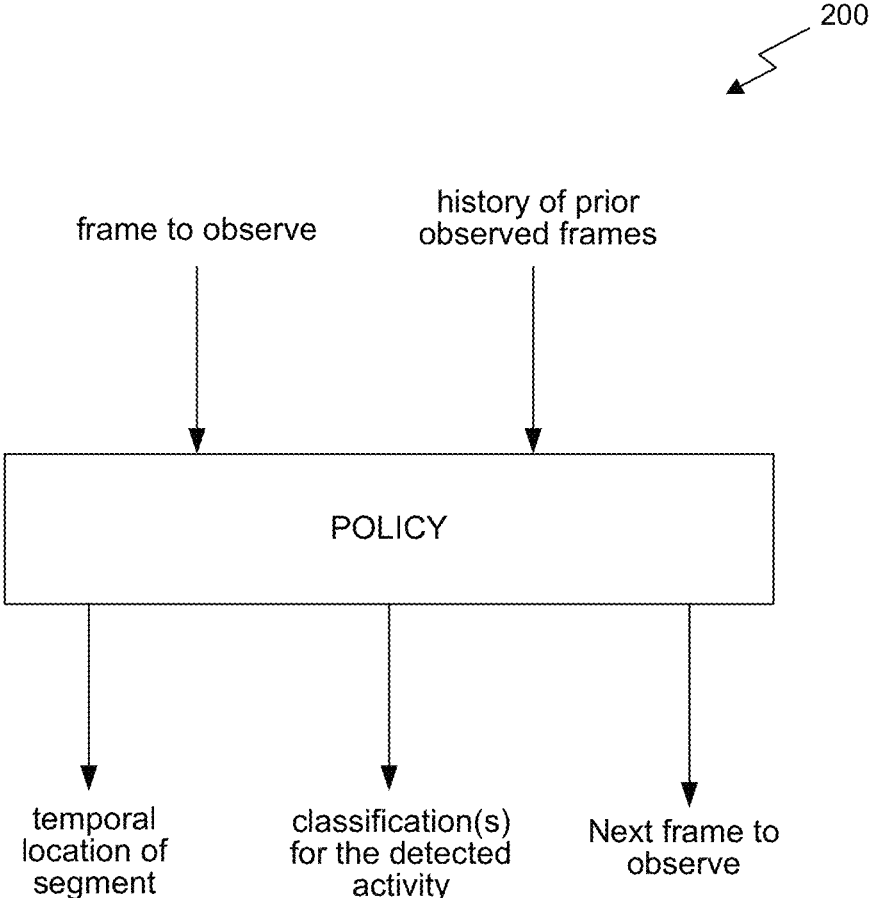 200
frame to observe
history of prior
observed frames
POLICY
temporal
location of
segment
classification(s)
for the detected
activity
Next frame to
observe